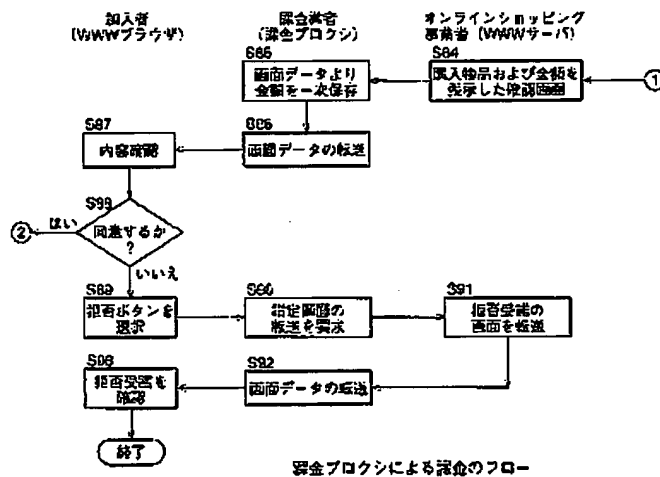 加入者
(WWWブラウザ)
課金業者
(課金プロクシ)
オンラインショッピング
事業者 (WWWサーバ)
S84
購入物品および金額を
表示した確認画面
①
S85
画面データより
金額を一次保存
S86
画面データの転送
S87
内容確認
同意するか
?
はい
②
いいえ
S89
拒否ボタンを
選択
S90
指定画面の
転送を要求
S91
拒否受諾の
画面を転送
S92
画面データの転送
拒否受諾を
確認
終了
課金プロクシによる課金のフロー